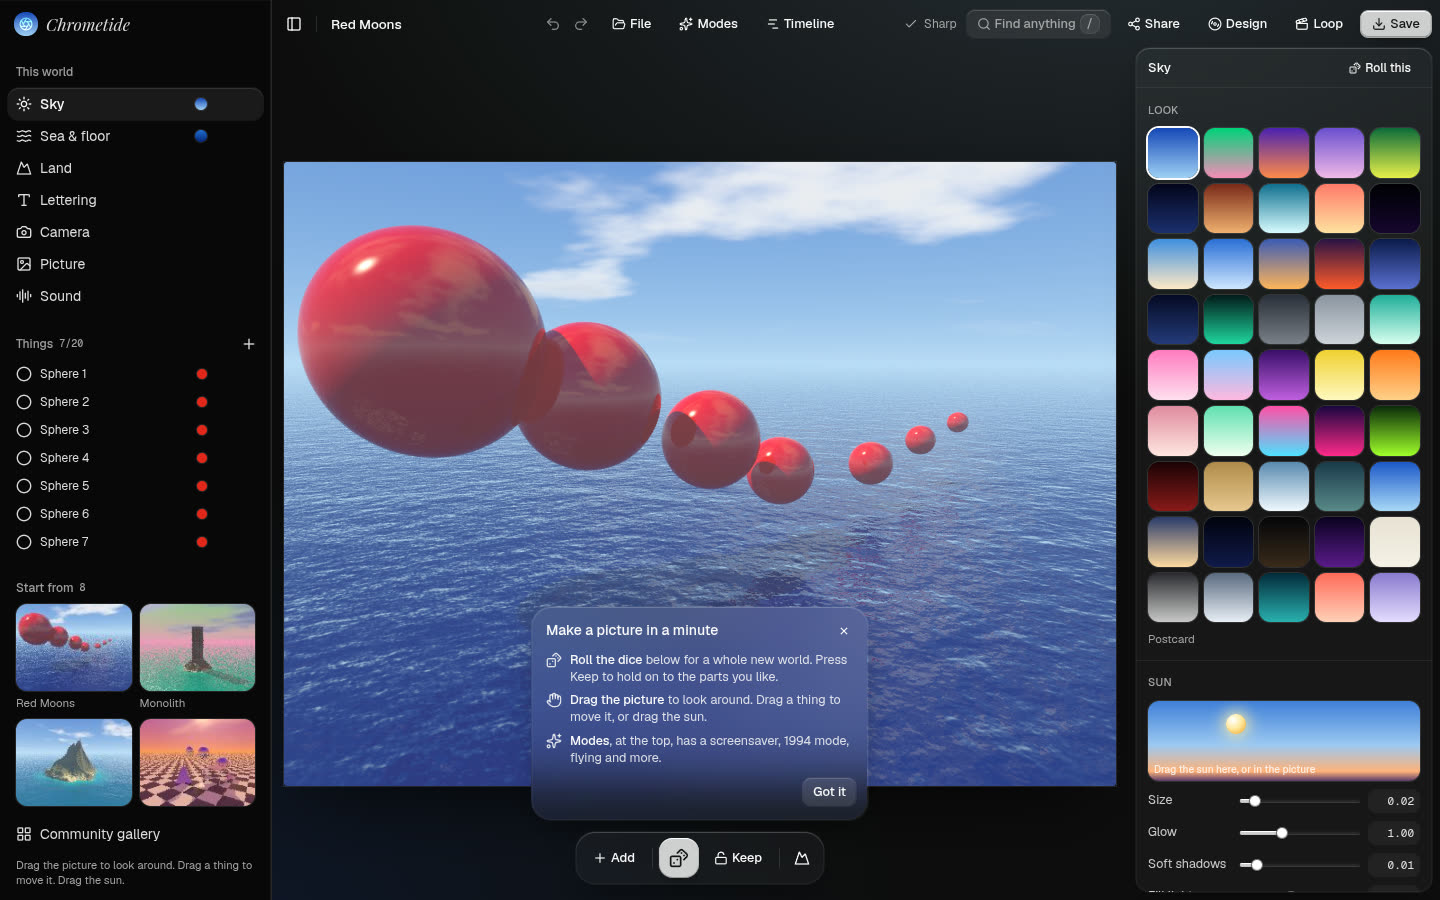 Chrometide
Red Moons
File
Modes
Timeline
Sharp
Find anything /
Share
Design
Loop
Save
This world
Sky
Sea & floor
Land
Lettering
Camera
Picture
Sound
Things 7/20
Sphere 1
Sphere 2
Sphere 3
Sphere 4
Sphere 5
Sphere 6
Sphere 7
Start from 8
Red Moons
Monolith
Community gallery
Drag the picture to look around. Drag a thing to
move it. Drag the sun.
Make a picture in a minute
Roll the dice below for a whole new world. Press
Keep to hold on to the parts you like.
Drag the picture to look around. Drag a thing to
move it, or drag the sun.
Modes, at the top, has a screensaver, 1994 mode,
flying and more.
Got it
Add
Keep
Sky
Roll this
LOOK
Postcard
SUN
Drag the sun here, or in the picture
Size 0.02
Glow 1.00
Soft shadows 0.01